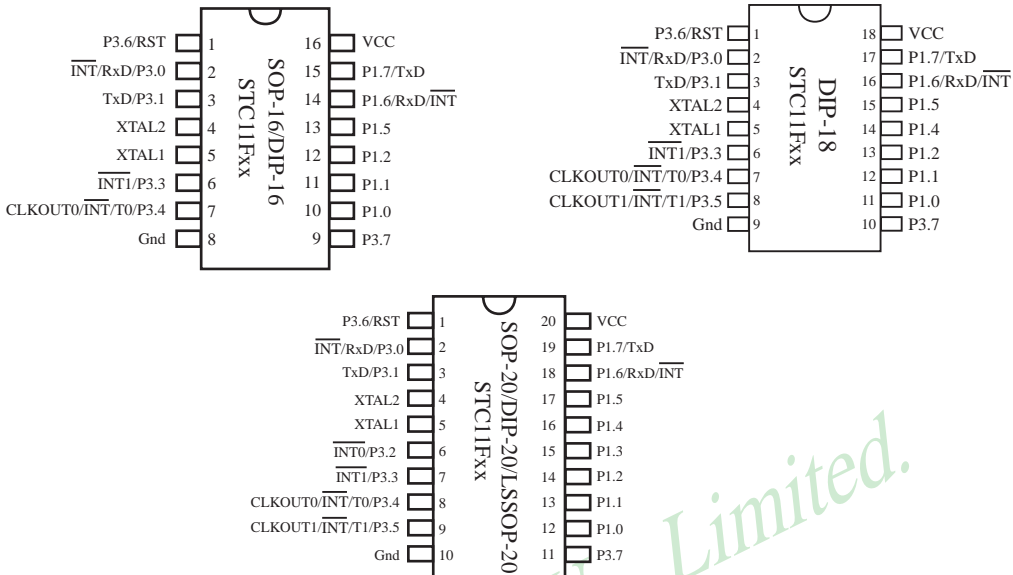 P3.6/RST 1 16 VCC
INT/RxD/P3.0 2 15 P1.7/TxD
TxD/P3.1 3 14 P1.6/RxD/INT
XTAL2 4 13 P1.5
XTAL1 5 12 P1.2
INT1/P3.3 6 11 P1.1
CLKOUT0/INT/T0/P3.4 7 10 P1.0
Gnd 8 9 P3.7
SOP-16/DIP-16
STC11Fxx
P3.6/RST 1 18 VCC
INT/RxD/P3.0 2 17 P1.7/TxD
TxD/P3.1 3 16 P1.6/RxD/INT
XTAL2 4 15 P1.5
XTAL1 5 14 P1.4
INT1/P3.3 6 13 P1.2
CLKOUT0/INT/T0/P3.4 7 12 P1.1
CLKOUT1/INT/T1/P3.5 8 11 P1.0
Gnd 9 10 P3.7
DIP-18
STC11Fxx
P3.6/RST 1 20 VCC
INT/RxD/P3.0 2 19 P1.7/TxD
TxD/P3.1 3 18 P1.6/RxD/INT
XTAL2 4 17 P1.5
XTAL1 5 16 P1.4
INT0/P3.2 6 15 P1.3
INT1/P3.3 7 14 P1.2
CLKOUT0/INT/T0/P3.4 8 13 P1.1
CLKOUT1/INT/T1/P3.5 9 12 P1.0
Gnd 10 11 P3.7
SOP-20/DIP-20/LSSOP-20
STC11Fxx
Limited.